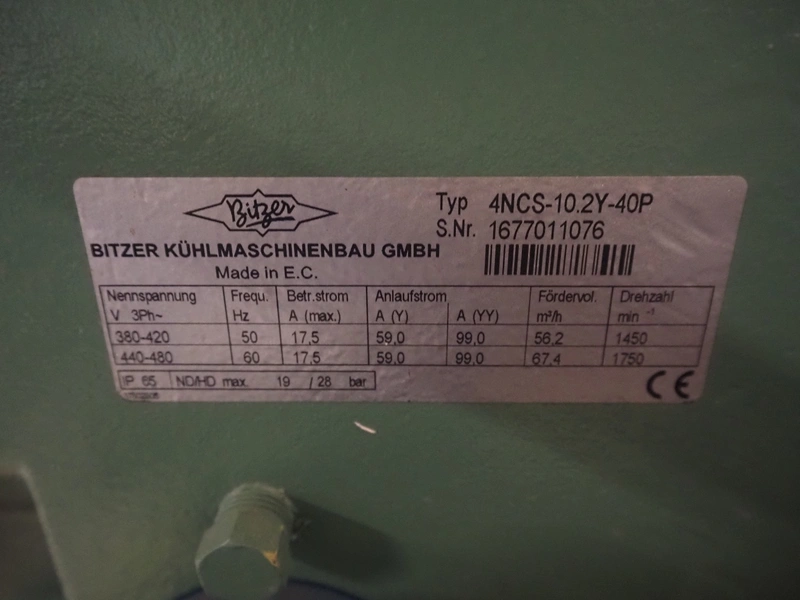 Bitzer
BITZER KÜHLMASCHINENBAU GMBH
Made in E.C.
Typ 4NCS-10.2Y-40P
S.Nr. 1677011076
Nennspannung Frequ. Betr.strom Anlaufstrom Fördervol. Drehzahl
V 3Ph~ Hz A (max.) A (Y) A (YY) m³/h min -1
380-420 50 17,5 59,0 99,0 56,2 1450
440-480 60 17,5 59,0 99,0 67,4 1750
IP 65 ND/HD max. 19 / 28 bar
CE